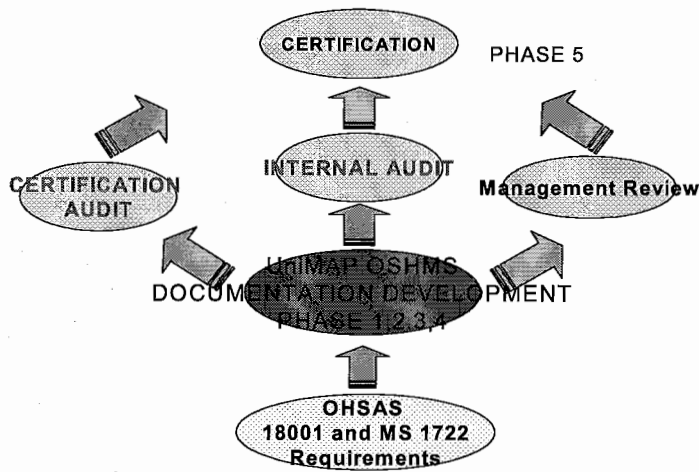 CERTIFICATION
PHASE 5
INTERNAL AUDIT
CERTIFICATION
AUDIT
Management Review
UniMAP OSHMS
DOCUMENTATION DEVELOPMENT
PHASE 1,2,3,4
OHSAS
18001 and MS 1722
Requirements